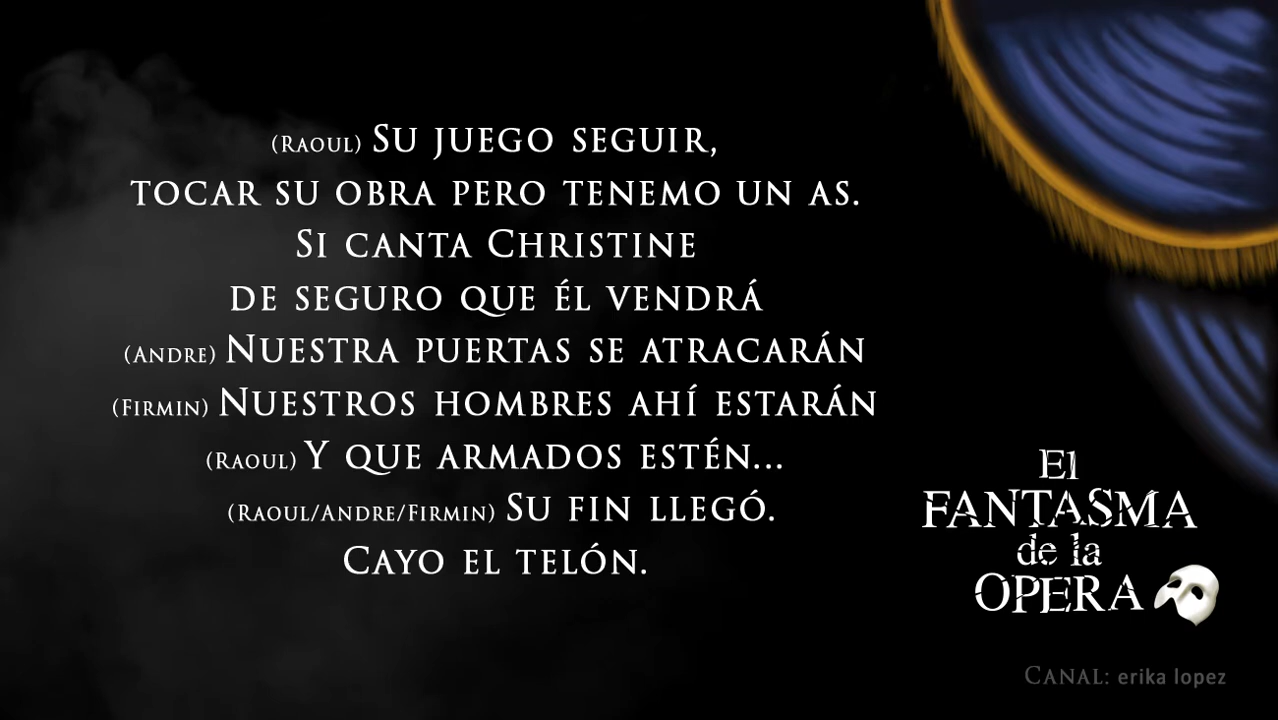 (Raoul) Su juego seguir,
tocar su obra pero tenemo un as.
Si canta Christine
de seguro que él vendrá
(Andre) Nuestra puertas se atracarán
(Firmin) Nuestros hombres ahí estarán
(Raoul) Y que armados estén...
(Raoul/Andre/Firmin) Su fin llegó.
Cayo el telón.
El
FANTASMA
de la
OPERA
Canal: erika lopez